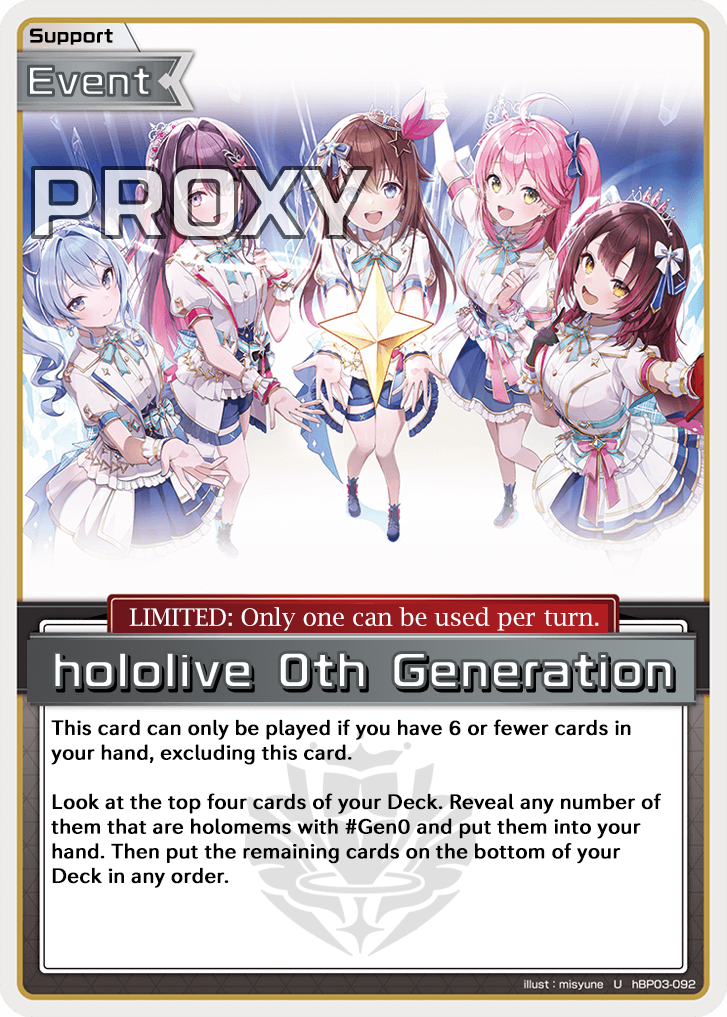 Support
Event
PROXY
LIMITED: Only one can be used per turn.
hololive 0th Generation
This card can only be played if you have 6 or fewer cards in
your hand, excluding this card.
Look at the top four cards of your Deck. Reveal any number of
them that are holomems with #Gen0 and put them into your
hand. Then put the remaining cards on the bottom of your
Deck in any order.
illust : misyune U hBP03-092